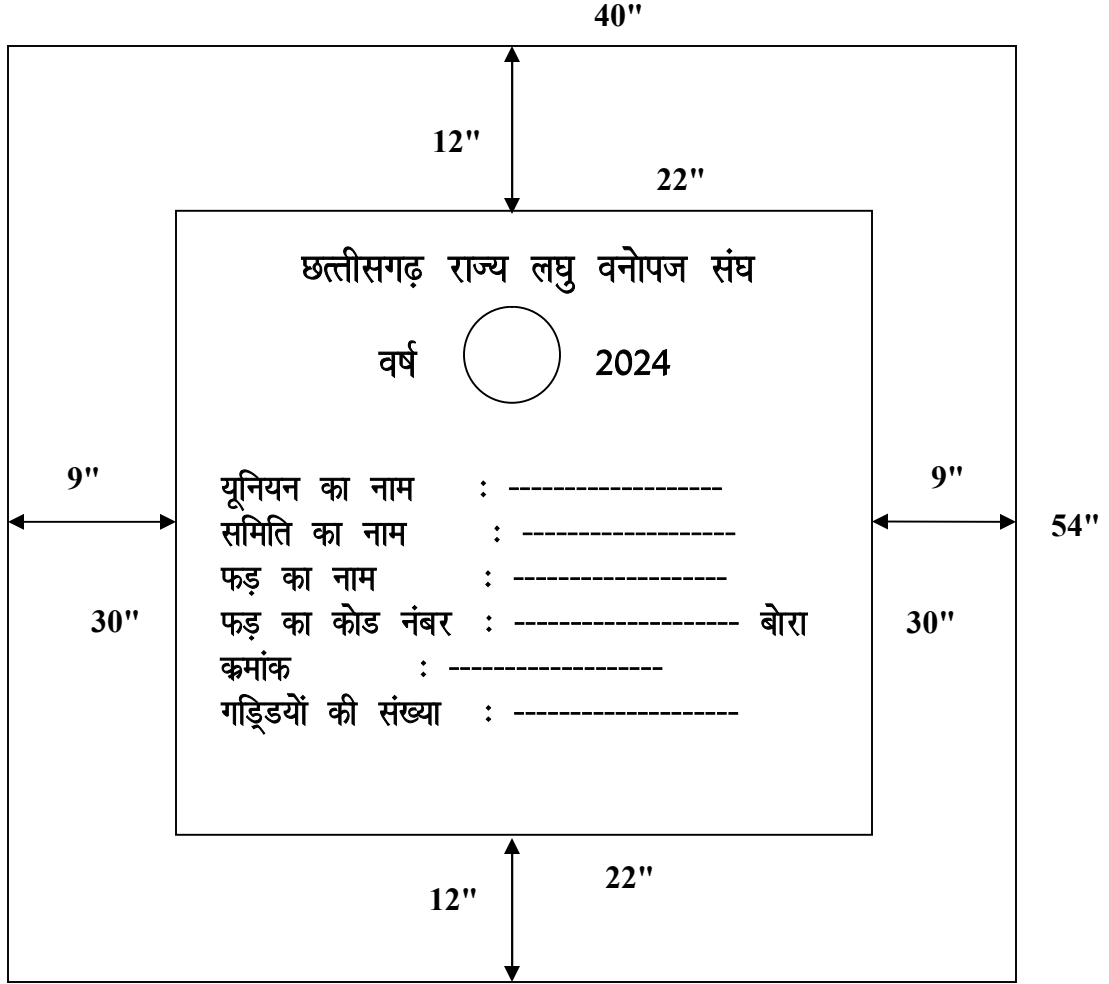 40"
12"
22"
छत्तीसगढ़ राज्य लघु वनोपज संघ
वर्ष 2024
9"
9"
54"
यूनियन का नाम : -------------------
समिति का नाम : -------------------
फड़ का नाम : -------------------
30"
फड़ का कोड नंबर : -------------------- बोरा
30"
क्रमांक : -------------------
गड्डियों की संख्या : --------------------
22"
12"